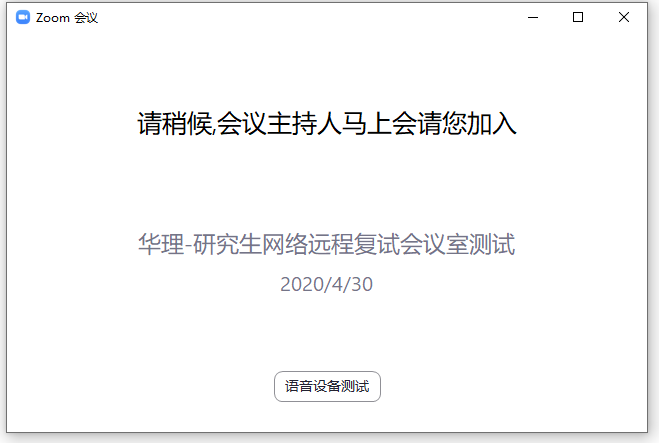 Zoom 会议
请稍候,会议主持人马上会请您加入
华理-研究生网络远程复试会议室测试
2020/4/30
语音设备测试